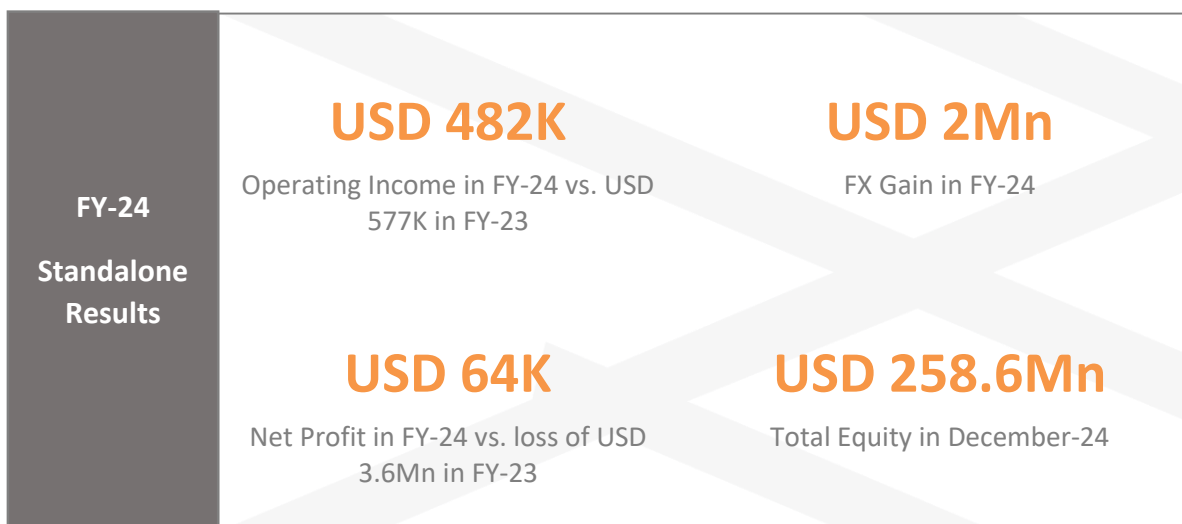 FY-24
Standalone
Results
USD 482K
Operating Income in FY-24 vs. USD
577K in FY-23
USD 2Mn
FX Gain in FY-24
USD 64K
Net Profit in FY-24 vs. loss of USD
3.6Mn in FY-23
USD 258.6Mn
Total Equity in December-24